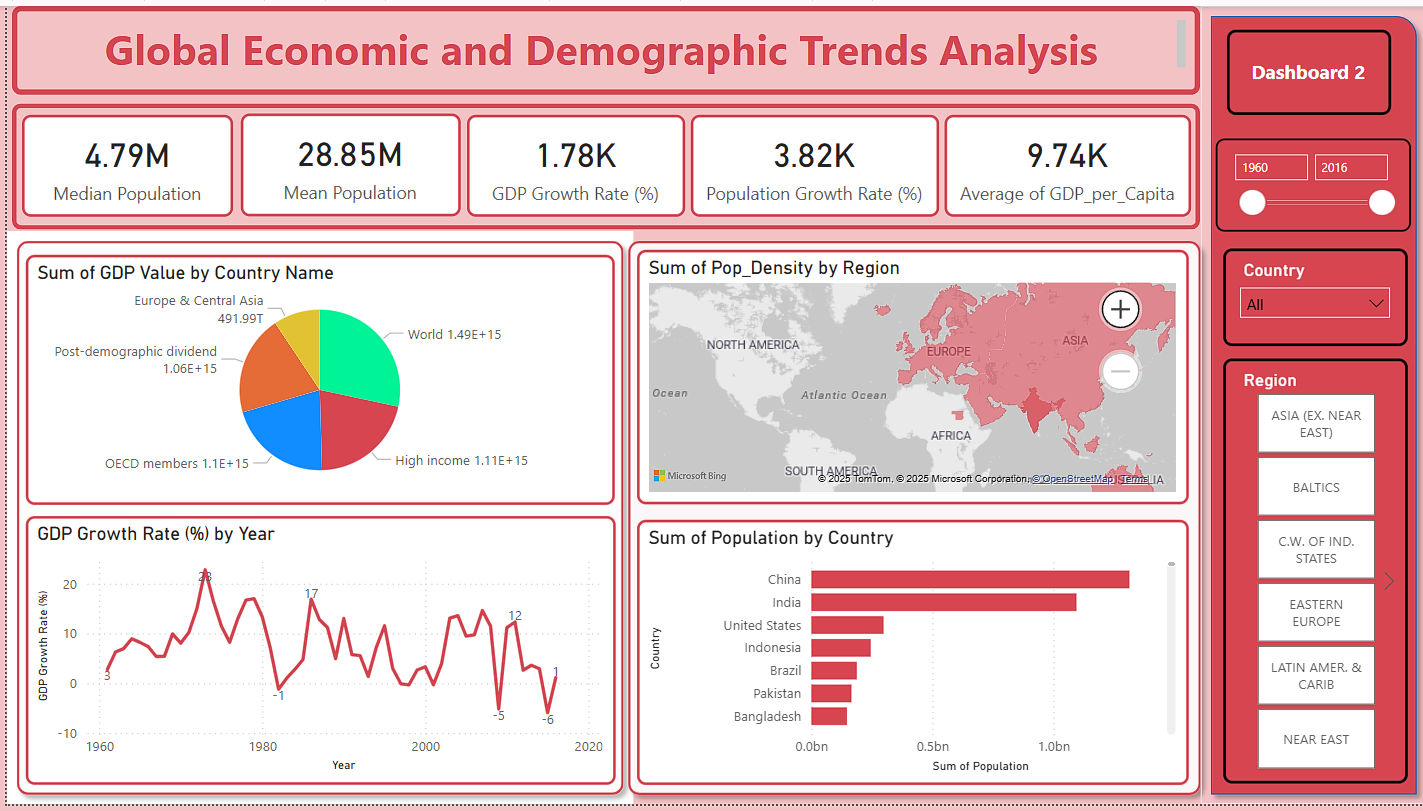 Global Economic and Demographic Trends Analysis
Dashboard 2
4.79M
Median Population
28.85M
Mean Population
1.78K
GDP Growth Rate (%)
3.82K
Population Growth Rate (%)
9.74K
Average of GDP_per_Capita
1960
2016
Country
All
Region
ASIA (EX. NEAR
EAST)
BALTICS
C.W. OF IND.
STATES
EASTERN
EUROPE
LATIN AMER. &
CARIB
NEAR EAST
Sum of GDP Value by Country Name
Europe & Central Asia
491.99T
World 1.49E+15
Post-demographic dividend
1.06E+15
OECD members 1.1E+15
High income 1.11E+15
Sum of Pop_Density by Region
NORTH AMERICA
EUROPE
ASIA
Ocean
Atlantic Ocean
AFRICA
SOUTH AMERICA
Microsoft Bing
© 2025 TomTom, © 2025 Microsoft Corporation, © OpenStreetMap Terms
GDP Growth Rate (%) by Year
GDP Growth Rate (%)
20
10
0
-10
3
23
-1
17
-5
12
-6
1
1960
1980
2000
2020
Year
Sum of Population by Country
Country
China
India
United States
Indonesia
Brazil
Pakistan
Bangladesh
0.0bn
0.5bn
1.0bn
Sum of Population